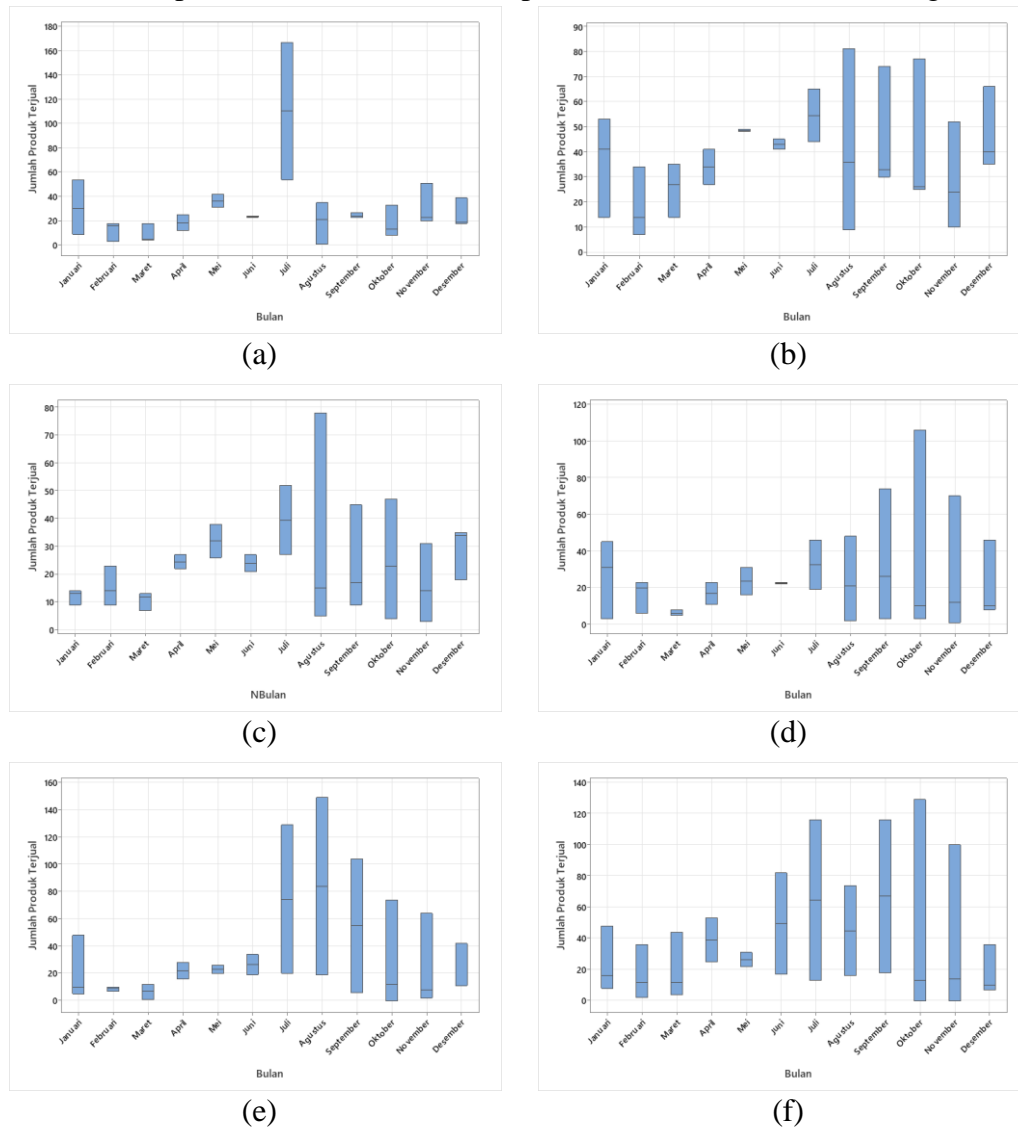 180
160
140
120
100
80
60
40
20
0
Jumlah Produk Terjual
Januari
Februari
Maret
April
Mei
Juni
Juli
Agustus
September
Oktober
November
Desember
Bulan
(a)
90
80
70
60
50
40
30
20
10
0
Jumlah Produk Terjual
Januari
Februari
Maret
April
Mei
Juni
Juli
Agustus
September
Oktober
November
Desember
Bulan
(b)
80
70
60
50
40
30
20
10
0
Jumlah Produk Terjual
Januari
Februari
Maret
April
Mei
Juni
Juli
Agustus
September
Oktober
November
Desember
NBulan
(c)
120
100
80
60
40
20
0
Jumlah Produk Terjual
Januari
Februari
Maret
April
Mei
Juni
Juli
Agustus
September
Oktober
November
Desember
Bulan
(d)
160
140
120
100
80
60
40
20
0
Jumlah Produk Terjual
Januari
Februari
Maret
April
Mei
Juni
Juli
Agustus
September
Oktober
November
Desember
Bulan
(e)
140
120
100
80
60
40
20
0
Jumlah Produk Terjual
Januari
Februari
Maret
April
Mei
Juni
Juli
Agustus
September
Oktober
November
Desember
Bulan
(f)